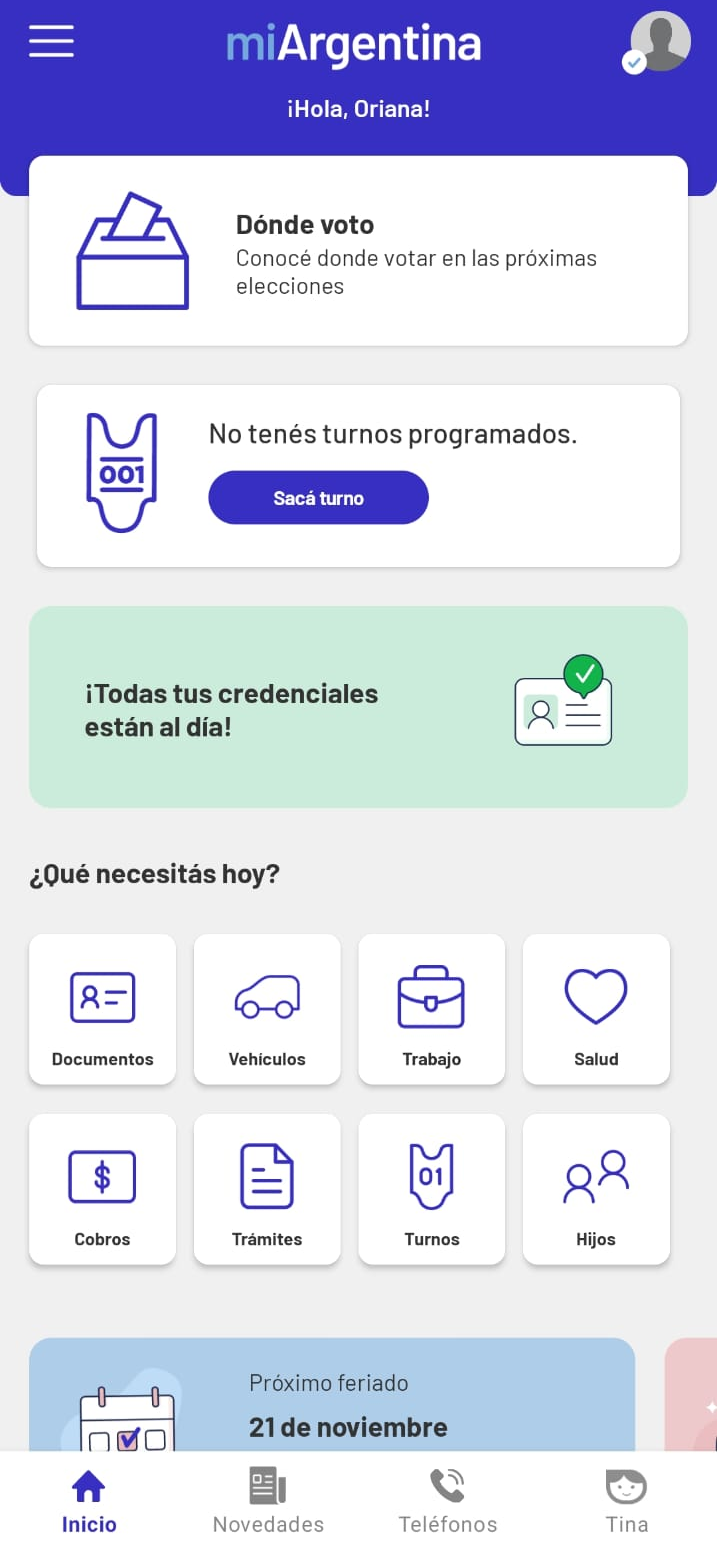 miArgentina
¡Hola, Oriana!
Dónde voto
Conocé donde votar en las próximas
elecciones
001
No tenés turnos programados.
Sacá turno
¡Todas tus credenciales
están al día!
¿Qué necesitás hoy?
Documentos
Vehículos
Trabajo
Salud
$
01
Cobros
Trámites
Turnos
Hijos
Próximo feriado
21 de noviembre
Inicio
Novedades
Teléfonos
Tina